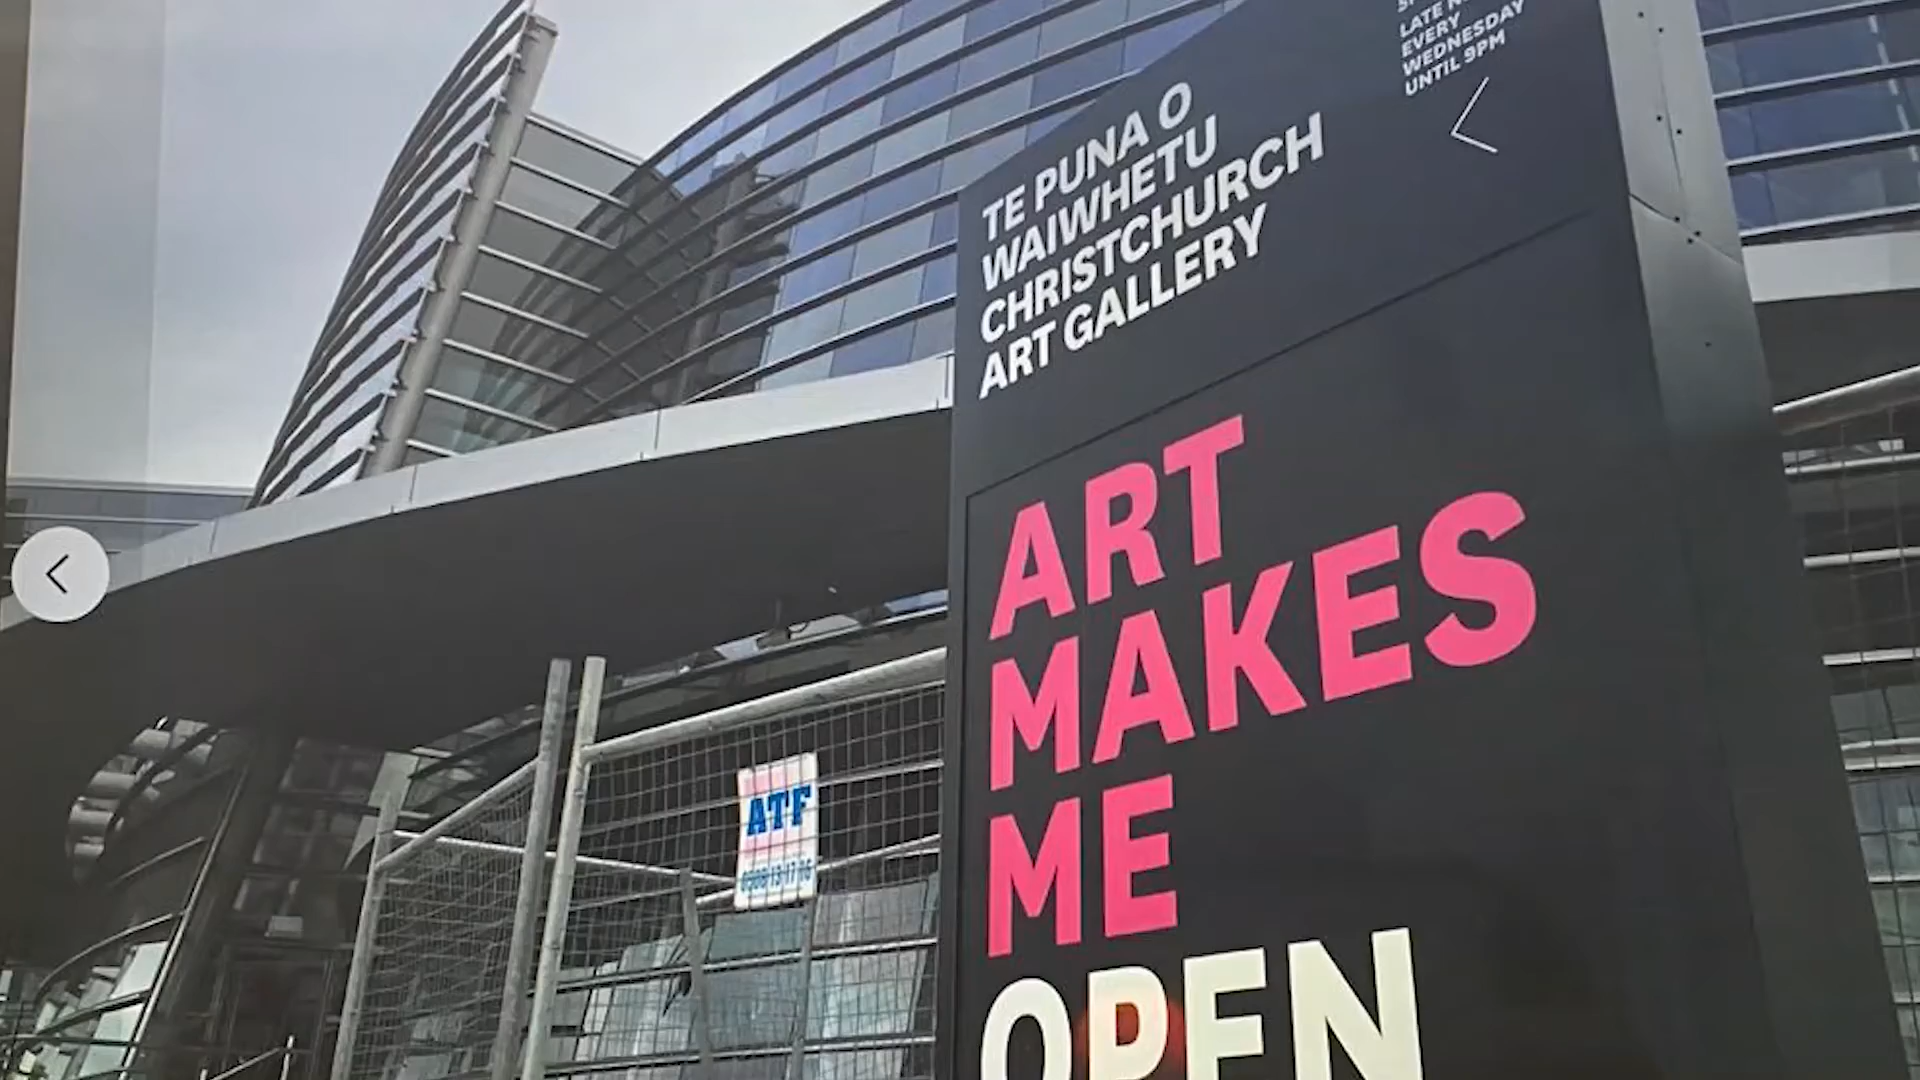 LATE
EVERY
WEDNESDAY
UNTIL 9PM
TE PUNA O
WAIWHETU
CHRISTCHURCH
ART GALLERY
ART
MAKES
ME
OPEN
ATF